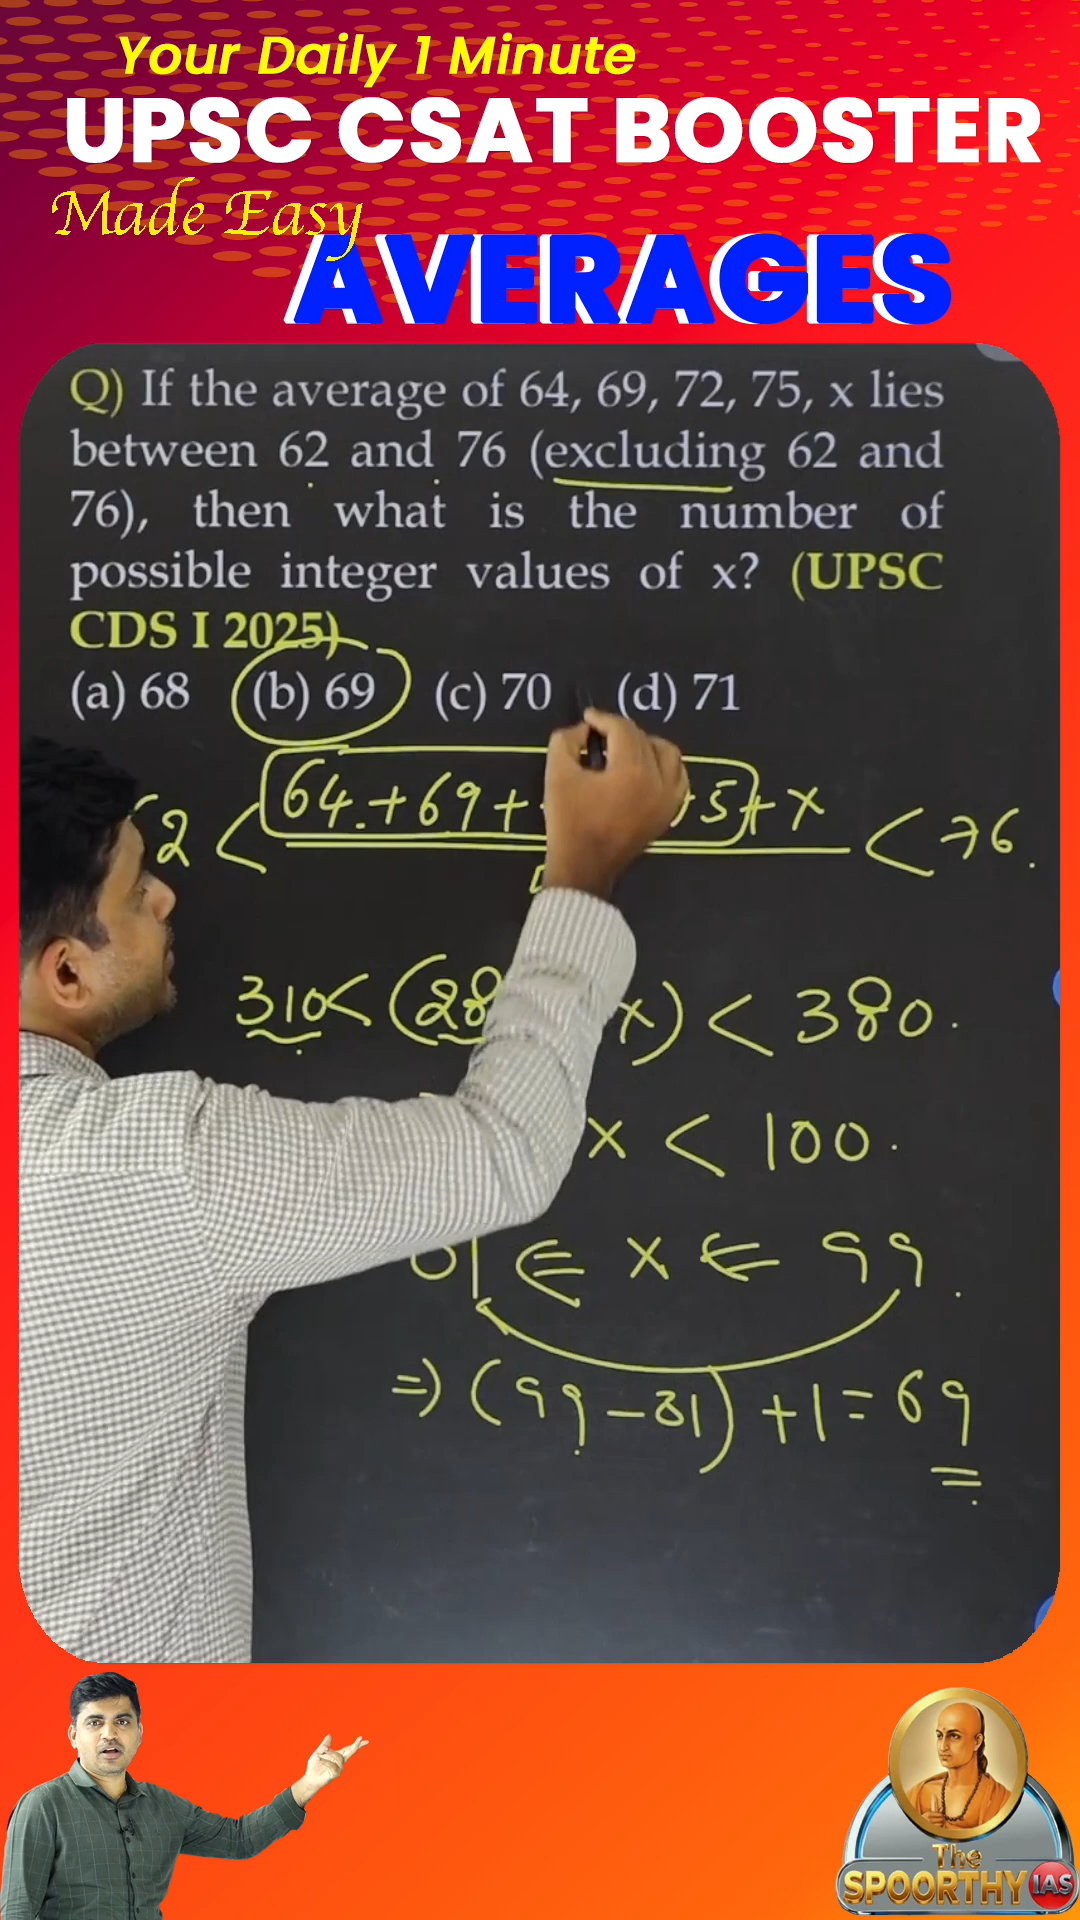 Your Daily 1 Minute
UPSC CSAT BOOSTER
Made Easy
AVERAGES
Q) If the average of 64, 69, 72, 75, x lies
between 62 and 76 (excluding 62 and
76), then what is the number of
possible integer values of x? (UPSC
CDS I 2025)
(a) 68 (b) 69 (c) 70 (d) 71
2 < 64 + 69 + 5 + x < 76.
310 < (28 x) < 380.
x < 100.
x ≤ 99.
⇒ (99 - 31) + 1 = 69
The
SPOORTHY IAS